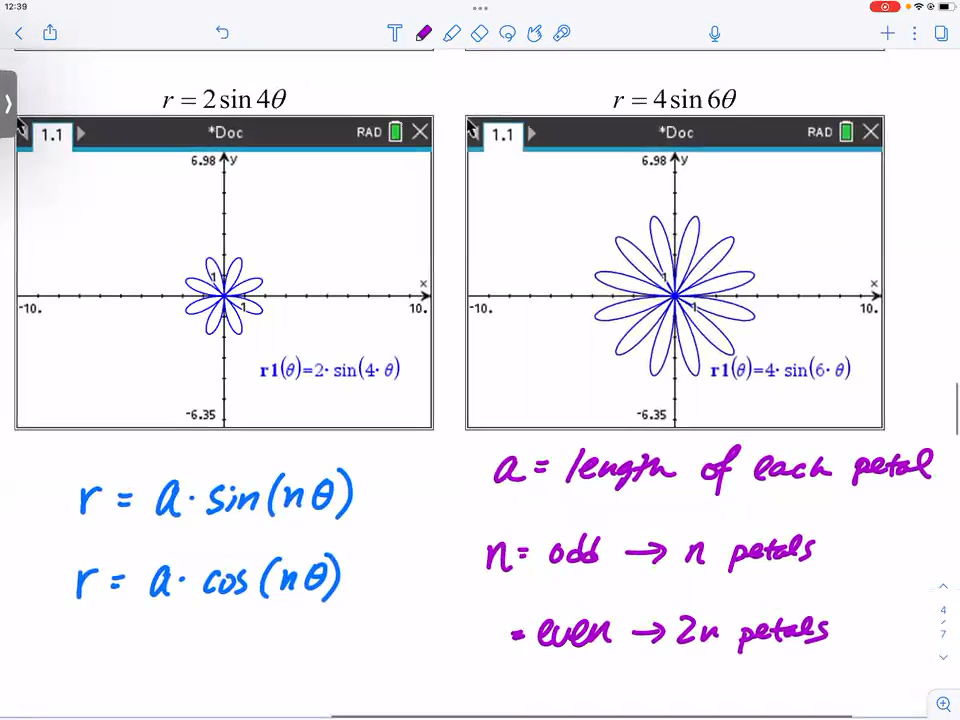 12:39
r = 2 sin 4θ
r = 4 sin 6θ
1.1 *Doc RAD
1.1 *Doc RAD
6.98 y
6.98 y
1
1
x
x
-10. 1 10.
-10. 1 10.
r1(θ)=2· sin(4· θ)
r1(θ)=4· sin(6· θ)
-6.35
-6.35
a = length of each petal
r = a · sin(nθ)
n = odd → n petals
r = a · cos(nθ)
= even → 2n petals
4
7